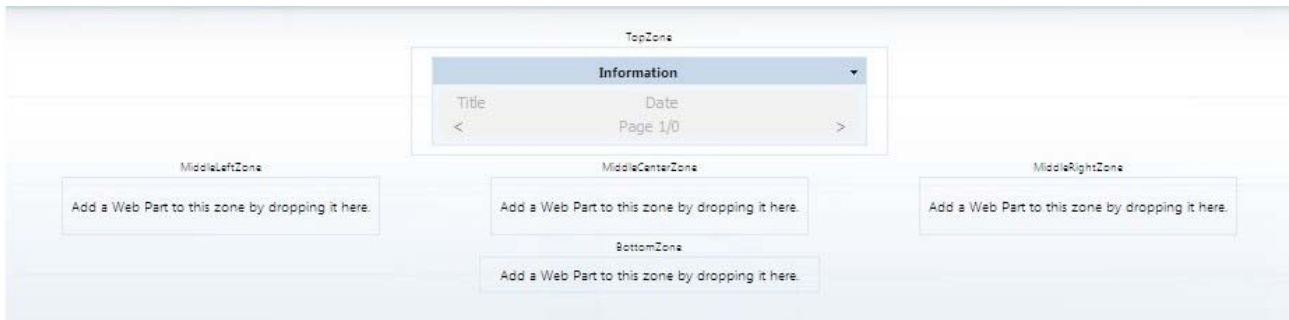 TopZone
Information
Title Date
< Page 1/0 >
MiddleLeftZone MiddleCenterZone MiddleRightZone
Add a Web Part to this zone by dropping it here. Add a Web Part to this zone by dropping it here. Add a Web Part to this zone by dropping it here.
BottomZone
Add a Web Part to this zone by dropping it here.